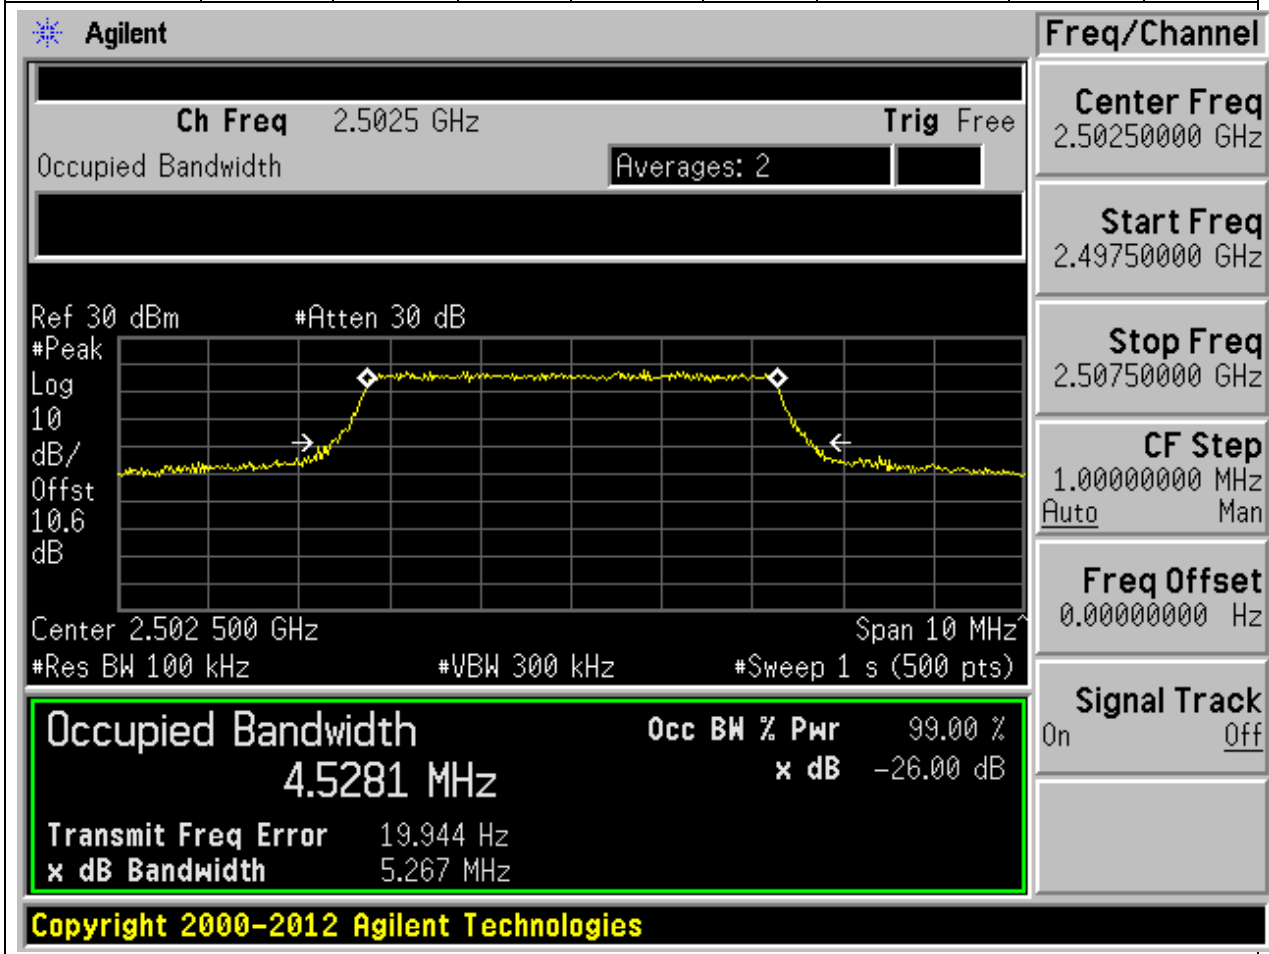 Agilent
Freq/Channel
Ch Freq 2.5025 GHz Trig Free
Occupied Bandwidth Averages: 2
Center Freq
2.50250000 GHz
Start Freq
2.49750000 GHz
Stop Freq
2.50750000 GHz
CF Step
1.00000000 MHz
Auto Man
Freq Offset
0.00000000 Hz
Signal Track
On Off
Ref 30 dBm #Atten 30 dB
#Peak
Log
10
dB/
Offst
10.6
dB
Center 2.502 500 GHz Span 10 MHz^
#Res BW 100 kHz #VBW 300 kHz #Sweep 1 s (500 pts)
Occupied Bandwidth
4.5281 MHz
Occ BW % Pwr 99.00 %
x dB -26.00 dB
Transmit Freq Error 19.944 Hz
x dB Bandwidth 5.267 MHz
Copyright 2000-2012 Agilent Technologies